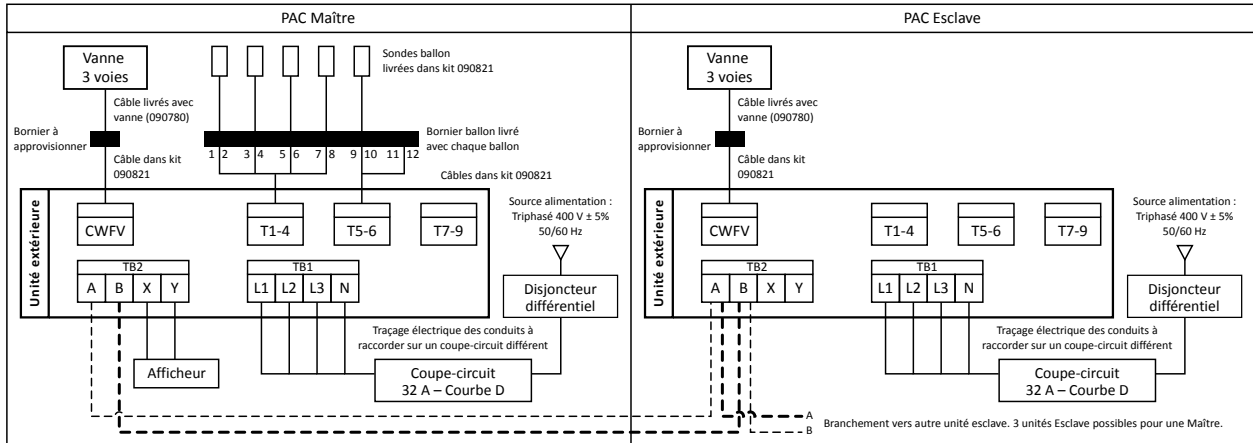 PAC Maître
PAC Esclave
Vanne
3 voies
Sondes ballon
livrées dans kit 090821
Câble livrés avec
vanne (090780)
Bornier à
approvisionner
Bornier ballon livré
avec chaque ballon
1 2 3 4 5 6 7 8 9 10 11 12
Câble dans kit
090821
Câbles dans kit 090821
Unité extérieure
CWFV
T1-4
T5-6
T7-9
Source alimentation :
Triphasé 400 V ± 5%
50/60 Hz
TB2
A B X Y
TB1
L1 L2 L3 N
Disjoncteur
différentiel
Traçage électrique des conduits à
raccorder sur un coupe-circuit différent
Afficheur
Coupe-circuit
32 A – Courbe D
Vanne
3 voies
Câble livrés avec
vanne (090780)
Bornier à
approvisionner
Câble dans kit
090821
Unité extérieure
CWFV
T1-4
T5-6
T7-9
Source alimentation :
Triphasé 400 V ± 5%
50/60 Hz
TB2
A B X Y
TB1
L1 L2 L3 N
Disjoncteur
différentiel
Traçage électrique des conduits à
raccorder sur un coupe-circuit différent
Coupe-circuit
32 A – Courbe D
A
B
Branchement vers autre unité esclave. 3 unités Esclave possibles pour une Maître.